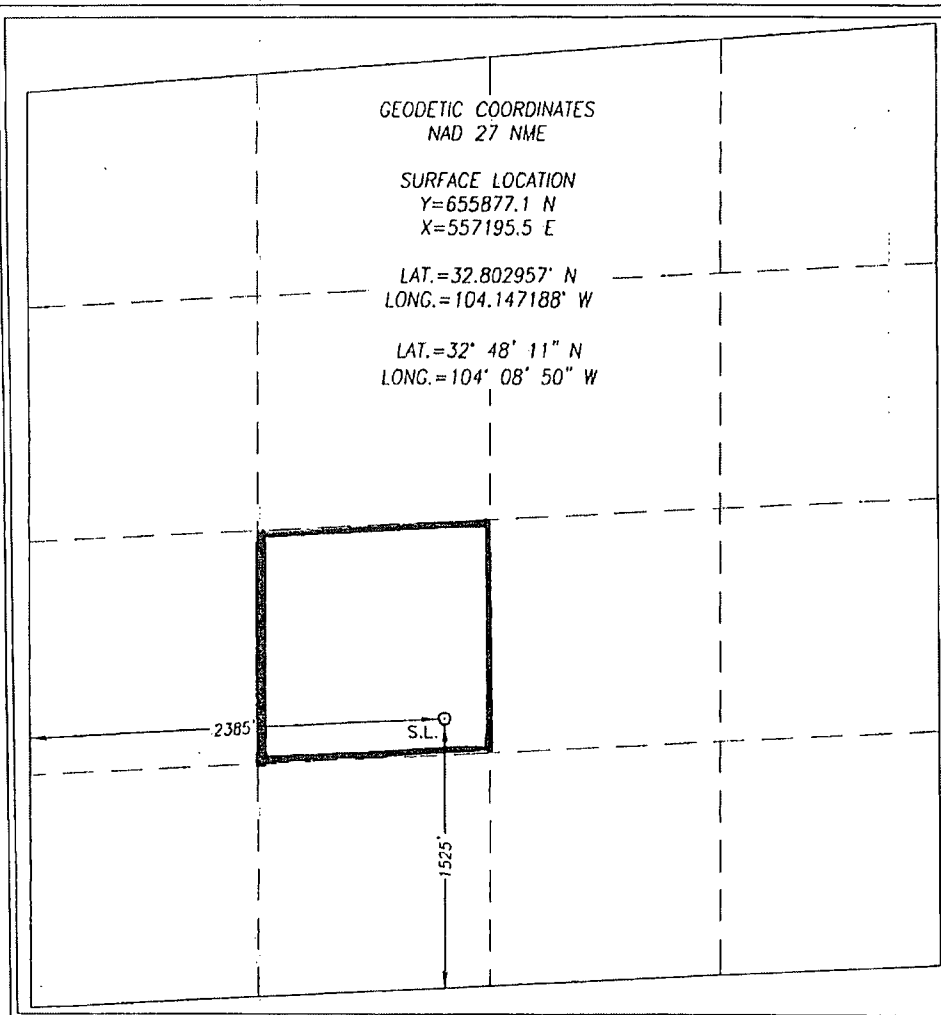 GEODETIC COORDINATES
NAD 27 NME
SURFACE LOCATION
Y=655877.1 N
X=557195.5 E
LAT.=32.802957° N
LONG.=104.147188° W
LAT.=32° 48' 11" N
LONG.=104° 08' 50" W
2385'
S.L.
1525'